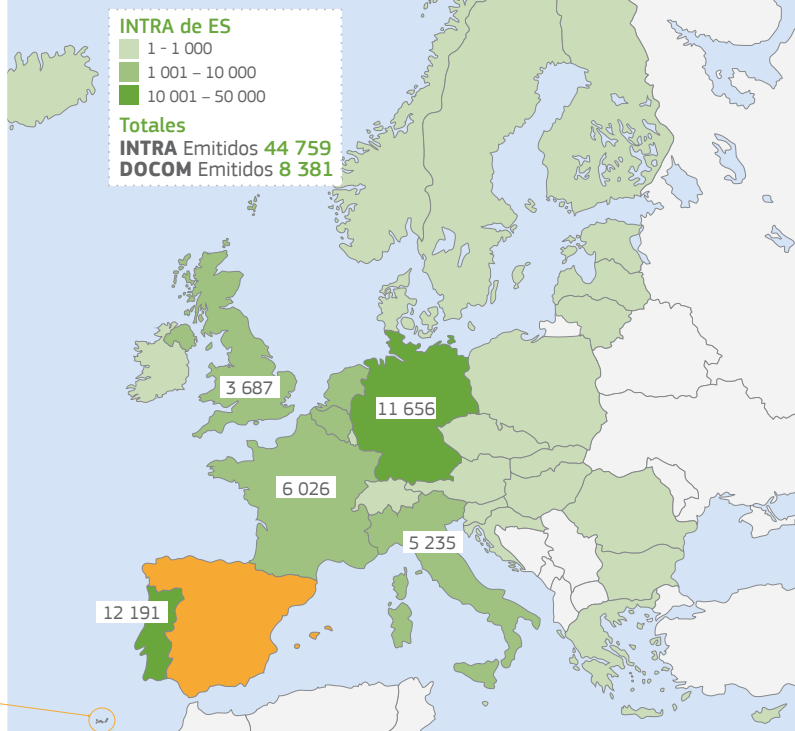 INTRA de ES
1 - 1 000
1 001 – 10 000
10 001 – 50 000
Totales
INTRA Emitidos 44 759
DOCOM Emitidos 8 381
3 687
11 656
6 026
5 235
12 191